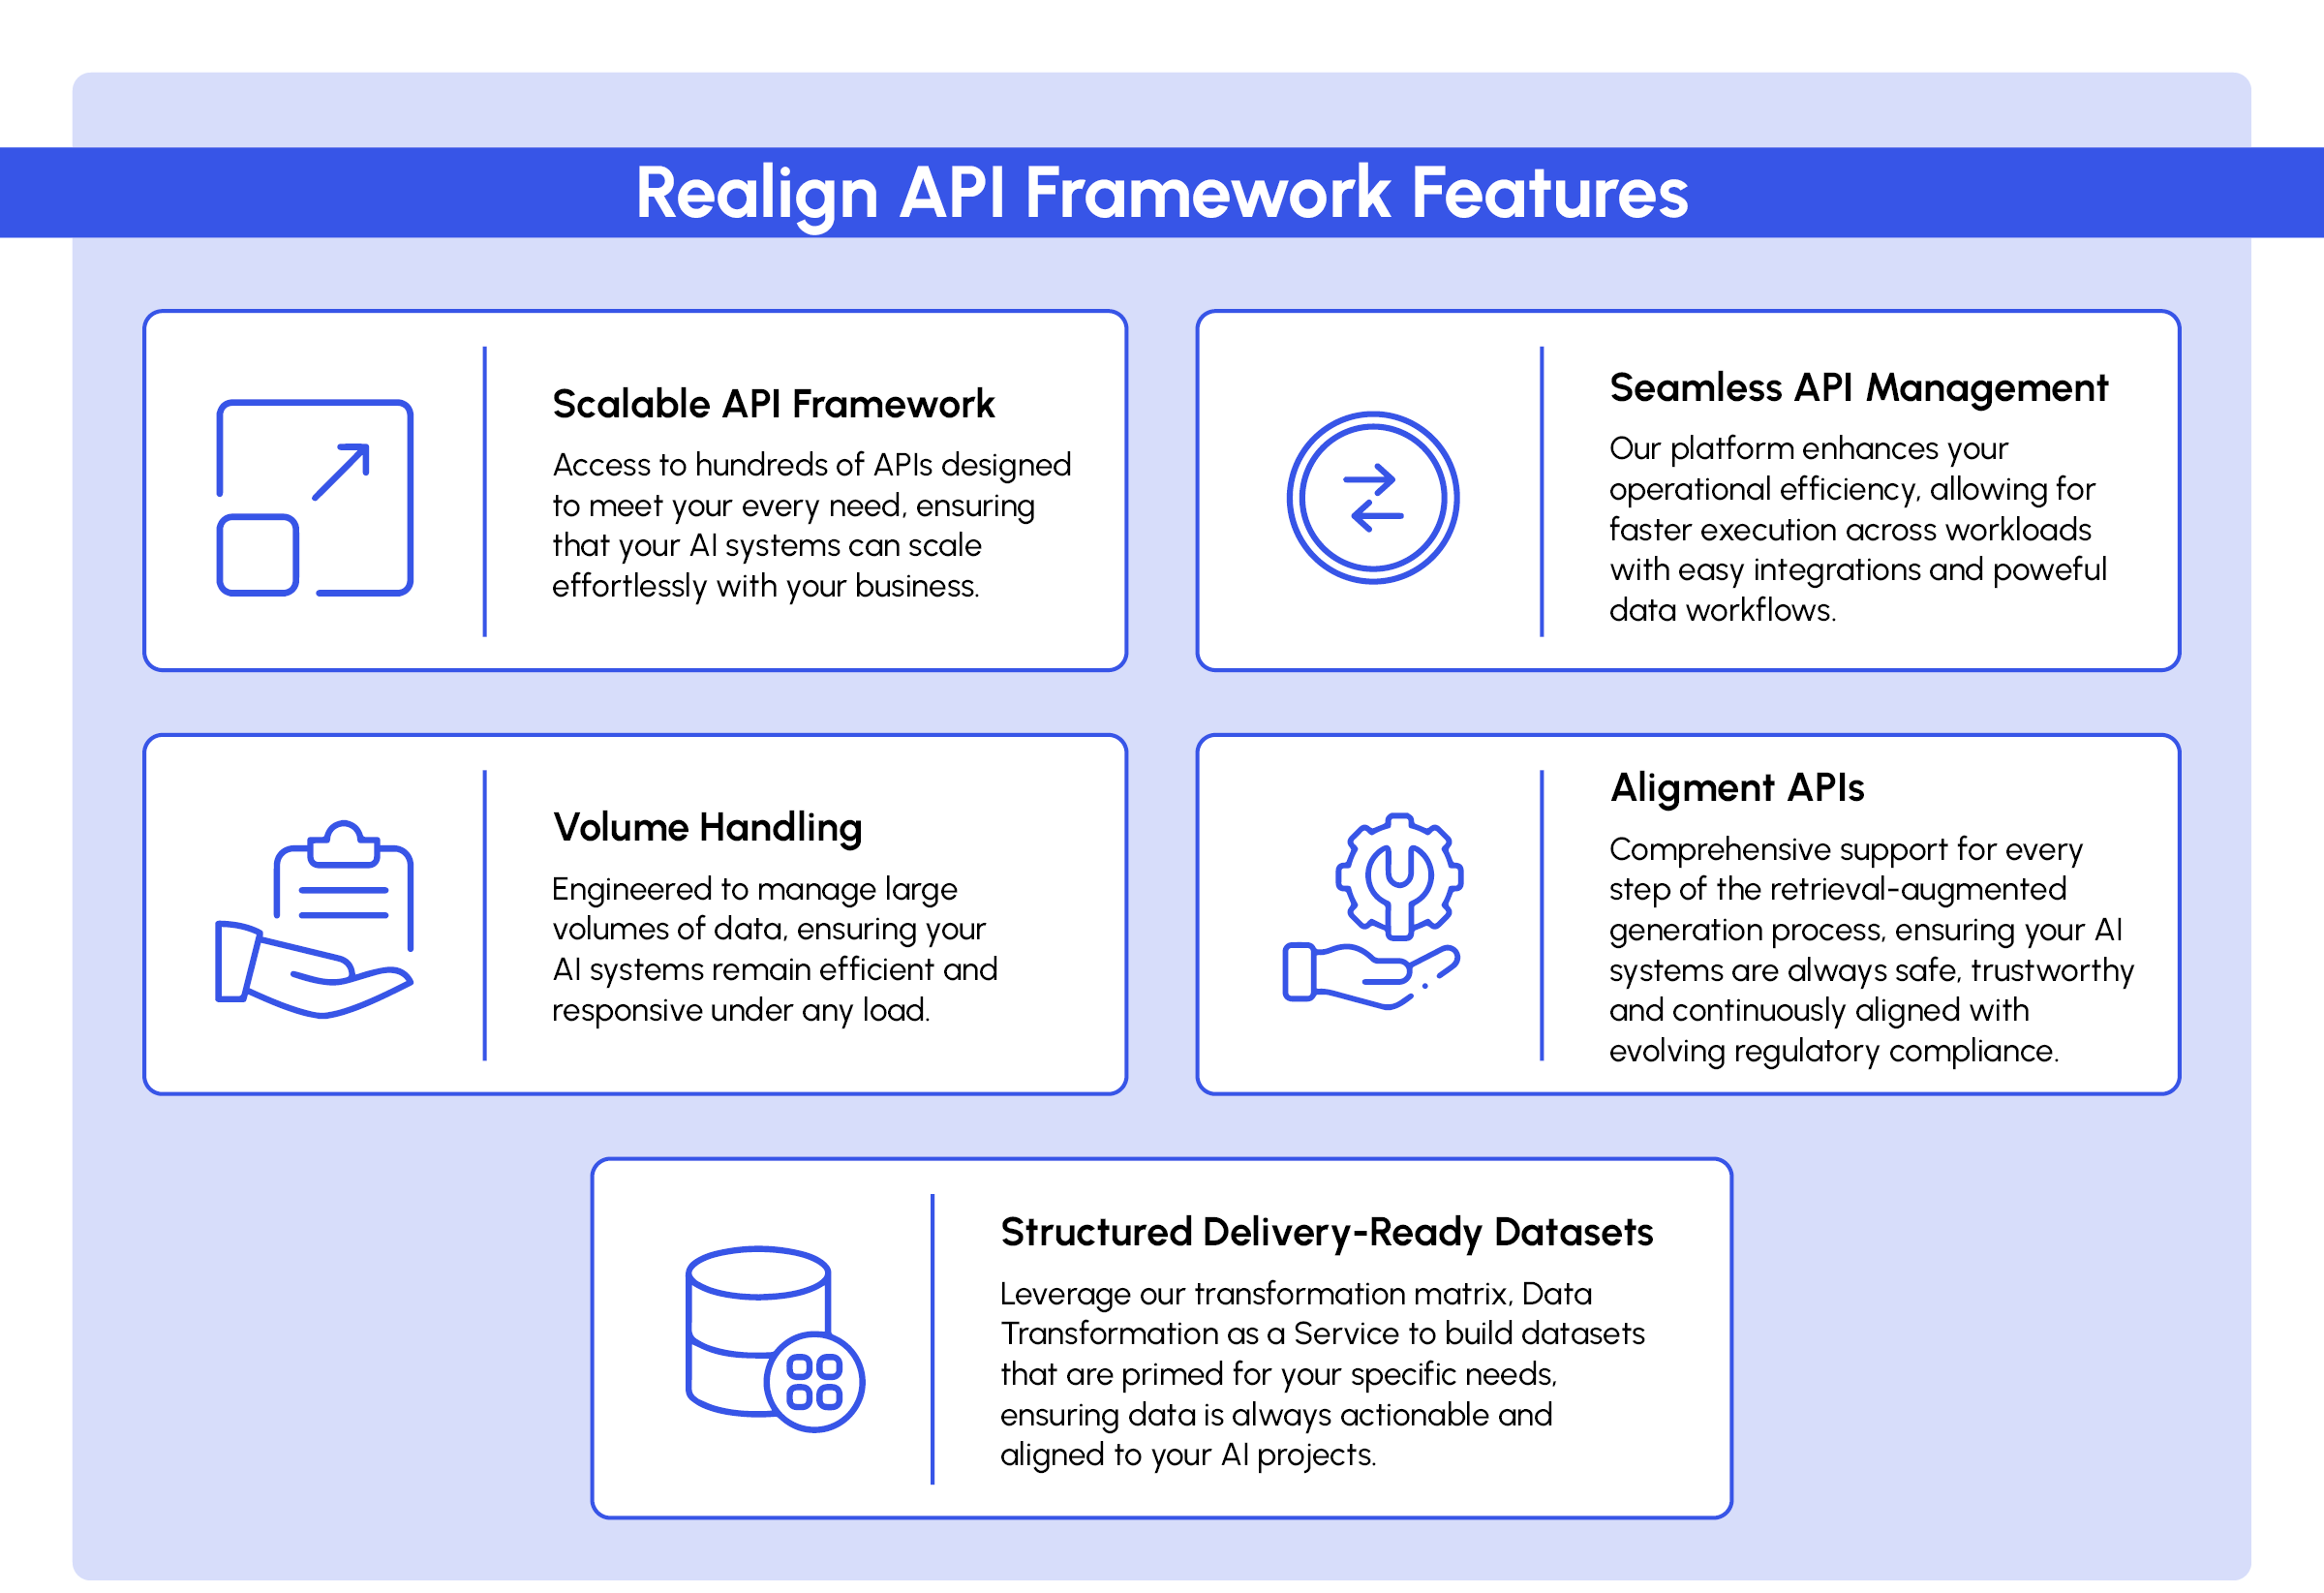 Realign API Framework Features
Scalable API Framework
Access to hundreds of APIs designed
to meet your every need, ensuring
that your AI systems can scale
effortlessly with your business.
Seamless API Management
Our platform enhances your
operational efficiency, allowing for
faster execution across workloads
with easy integrations and poweful
data workflows.
Volume Handling
Engineered to manage large
volumes of data, ensuring your
AI systems remain efficient and
responsive under any load.
Aligment APIs
Comprehensive support for every
step of the retrieval-augmented
generation process, ensuring your AI
systems are always safe, trustworthy
and continuously aligned with
evolving regulatory compliance.
Structured Delivery-Ready Datasets
Leverage our transformation matrix, Data
Transformation as a Service to build datasets
that are primed for your specific needs,
ensuring data is always actionable and
aligned to your AI projects.